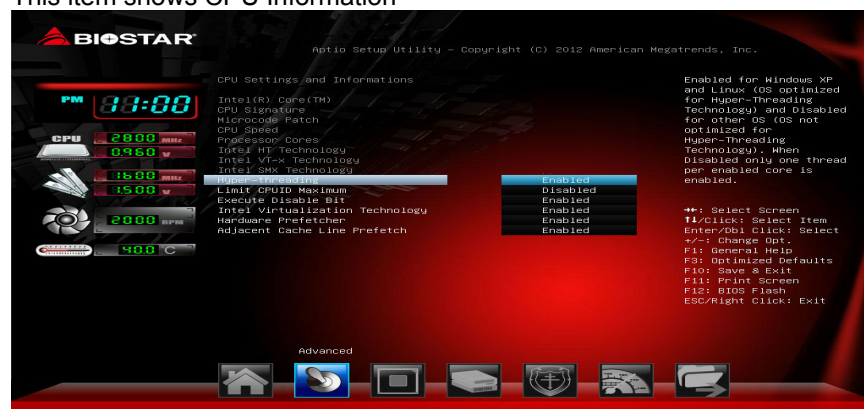 This item shows CPU Information
BIOSTAR
Aptio Setup Utility – Copyright (C) 2012 American Megatrends, Inc.
CPU Settings and Informations
Intel(R) Core(TM)
CPU Signature
Microcode Patch
CPU Speed
Processor Cores
Intel HT Technology
Intel VT-x Technology
Intel SMX Technology
Hyper-threading Enabled
Limit CPUID Maximum Disabled
Execute Disable Bit Enabled
Intel Virtualization Technology Enabled
Hardware Prefetcher Enabled
Adjacent Cache Line Prefetch Enabled
PM 11:00
CPU 2800 MHz
0.960 V
1600 MHz
1.500 V
2000 RPM
40.0 C
Enabled for Windows XP
and Linux (OS optimized
for Hyper-Threading
Technology) and Disabled
for other OS (OS not
optimized for
Hyper-Threading
Technology). When
Disabled only one thread
per enabled core is
enabled.
→←: Select Screen
↑↓/Click: Select Item
Enter/Dbl Click: Select
+/-: Change Opt.
F1: General Help
F3: Optimized Defaults
F10: Save & Exit
F11: Print Screen
F12: BIOS Flash
ESC/Right Click: Exit
Advanced